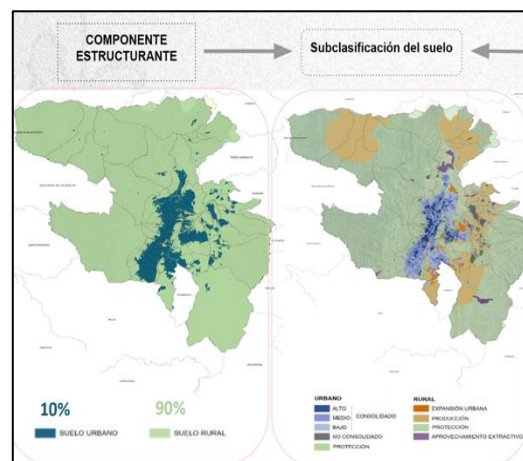 COMPONENTE
ESTRUCTURANTE
Subclasificación del suelo
10%
90%
SUELO URBANO
SUELO RURAL
URBANO
ALTO
MEDIO
BAJO
CONSOLIDADO
NO CONSOLIDADO
PROTECCIÓN
RURAL
EXPANSIÓN URBANA
PRODUCCIÓN
PROTECCIÓN
APROVECHAMIENTO EXTRACTIVO